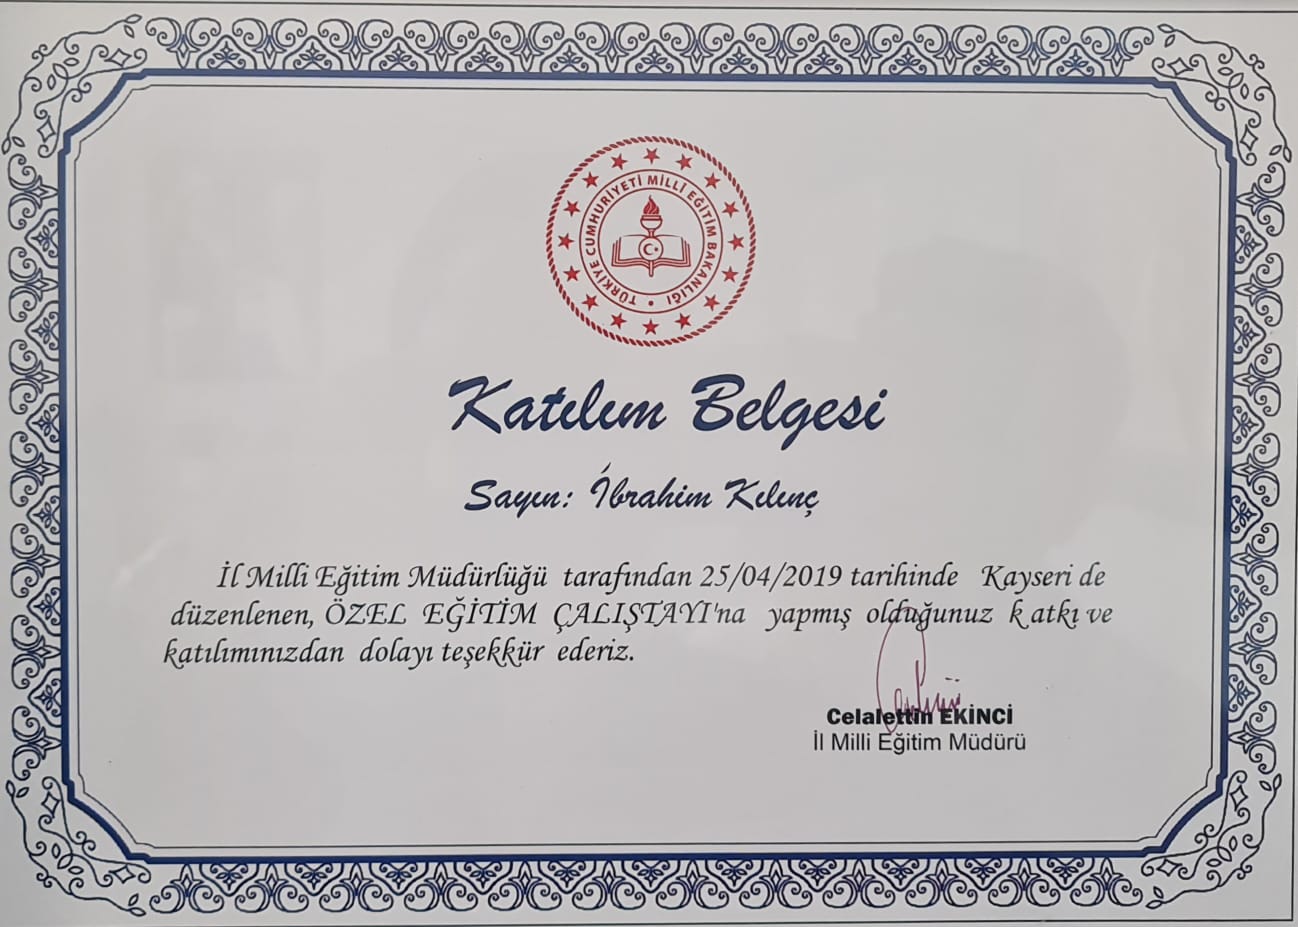 TÜRKİYE CUMHURİYETİ MİLLÎ EĞİTİM BAKANLIĞI
Katılım Belgesi
Sayın: İbrahim Kılınç
İl Milli Eğitim Müdürlüğü tarafından 25/04/2019 tarihinde Kayseri de
düzenlenen, ÖZEL EĞİTİM ÇALIŞTAYI'na yapmış olduğunuz katkı ve
katılımınızdan dolayı teşekkür ederiz.
Celalettin EKİNCİ
İl Milli Eğitim Müdürü